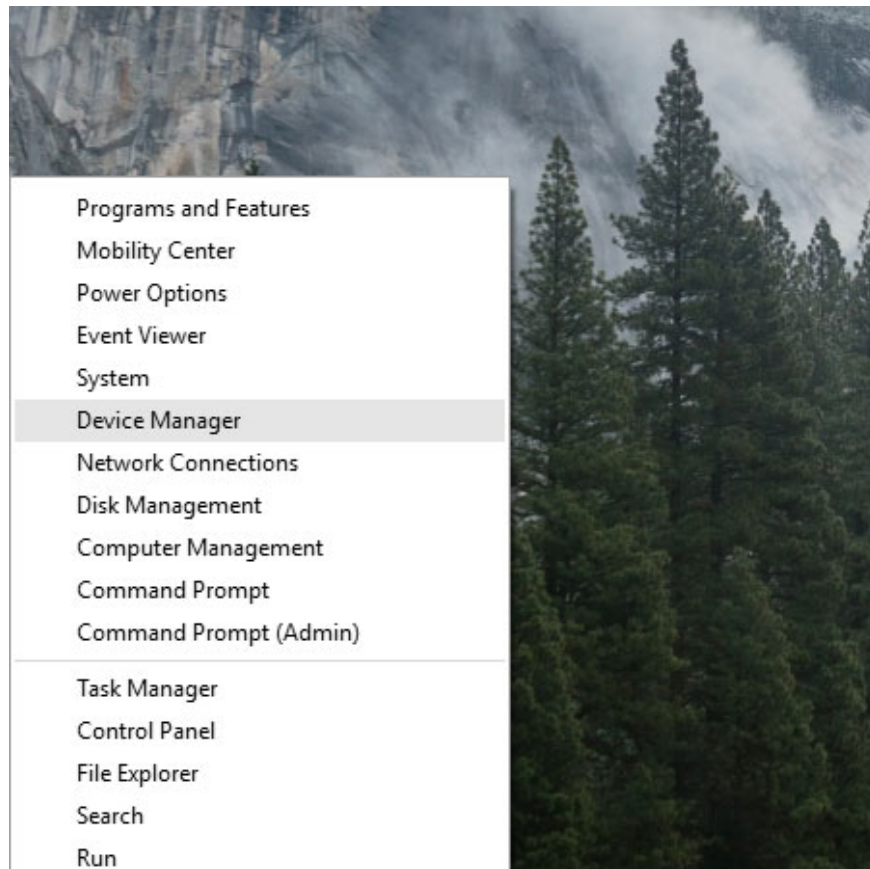 Programs and Features
Mobility Center
Power Options
Event Viewer
System
Device Manager
Network Connections
Disk Management
Computer Management
Command Prompt
Command Prompt (Admin)
Task Manager
Control Panel
File Explorer
Search
Run